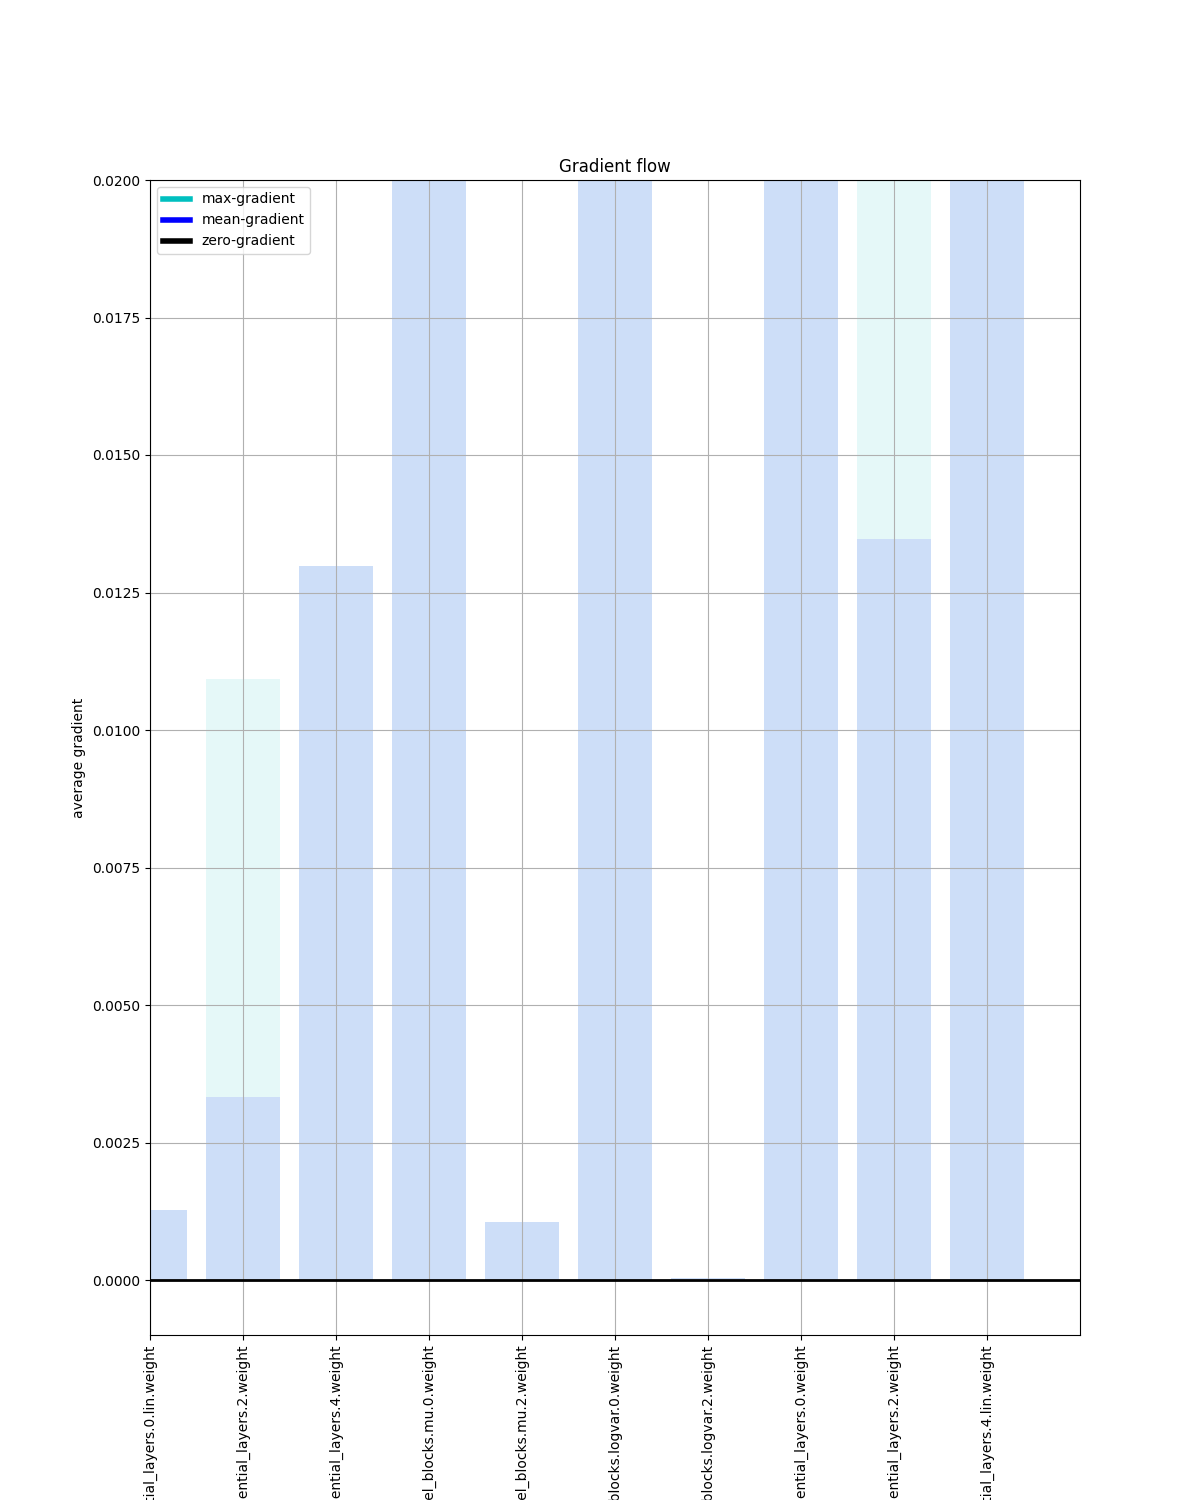 Gradient flow
max-gradient
mean-gradient
zero-gradient
0.0200
0.0175
0.0150
0.0125
0.0100
0.0075
0.0050
0.0025
0.0000
average gradient
tial_layers.0.lin.weight
ential_layers.2.weight
ential_layers.4.weight
el_blocks.mu.0.weight
el_blocks.mu.2.weight
blocks.logvar.0.weight
blocks.logvar.2.weight
ential_layers.0.weight
ential_layers.2.weight
tial_layers.4.lin.weight